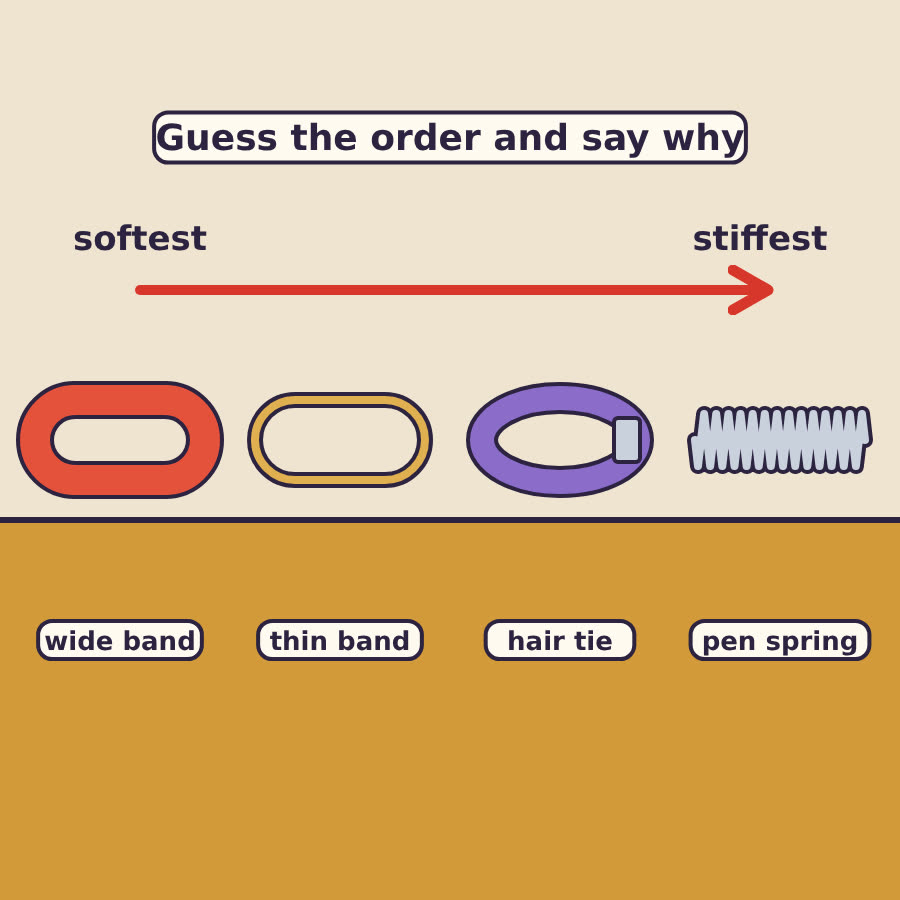 Guess the order and say why
softest
stiffest
wide band
thin band
hair tie
pen spring